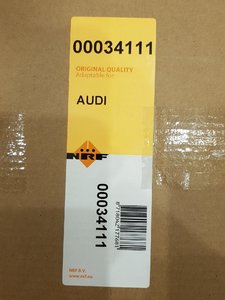 00034111
ORIGINAL QUALITY
Adaptable for
AUDI
NRF
00034111
NRF B.V.
www.nrf.eu